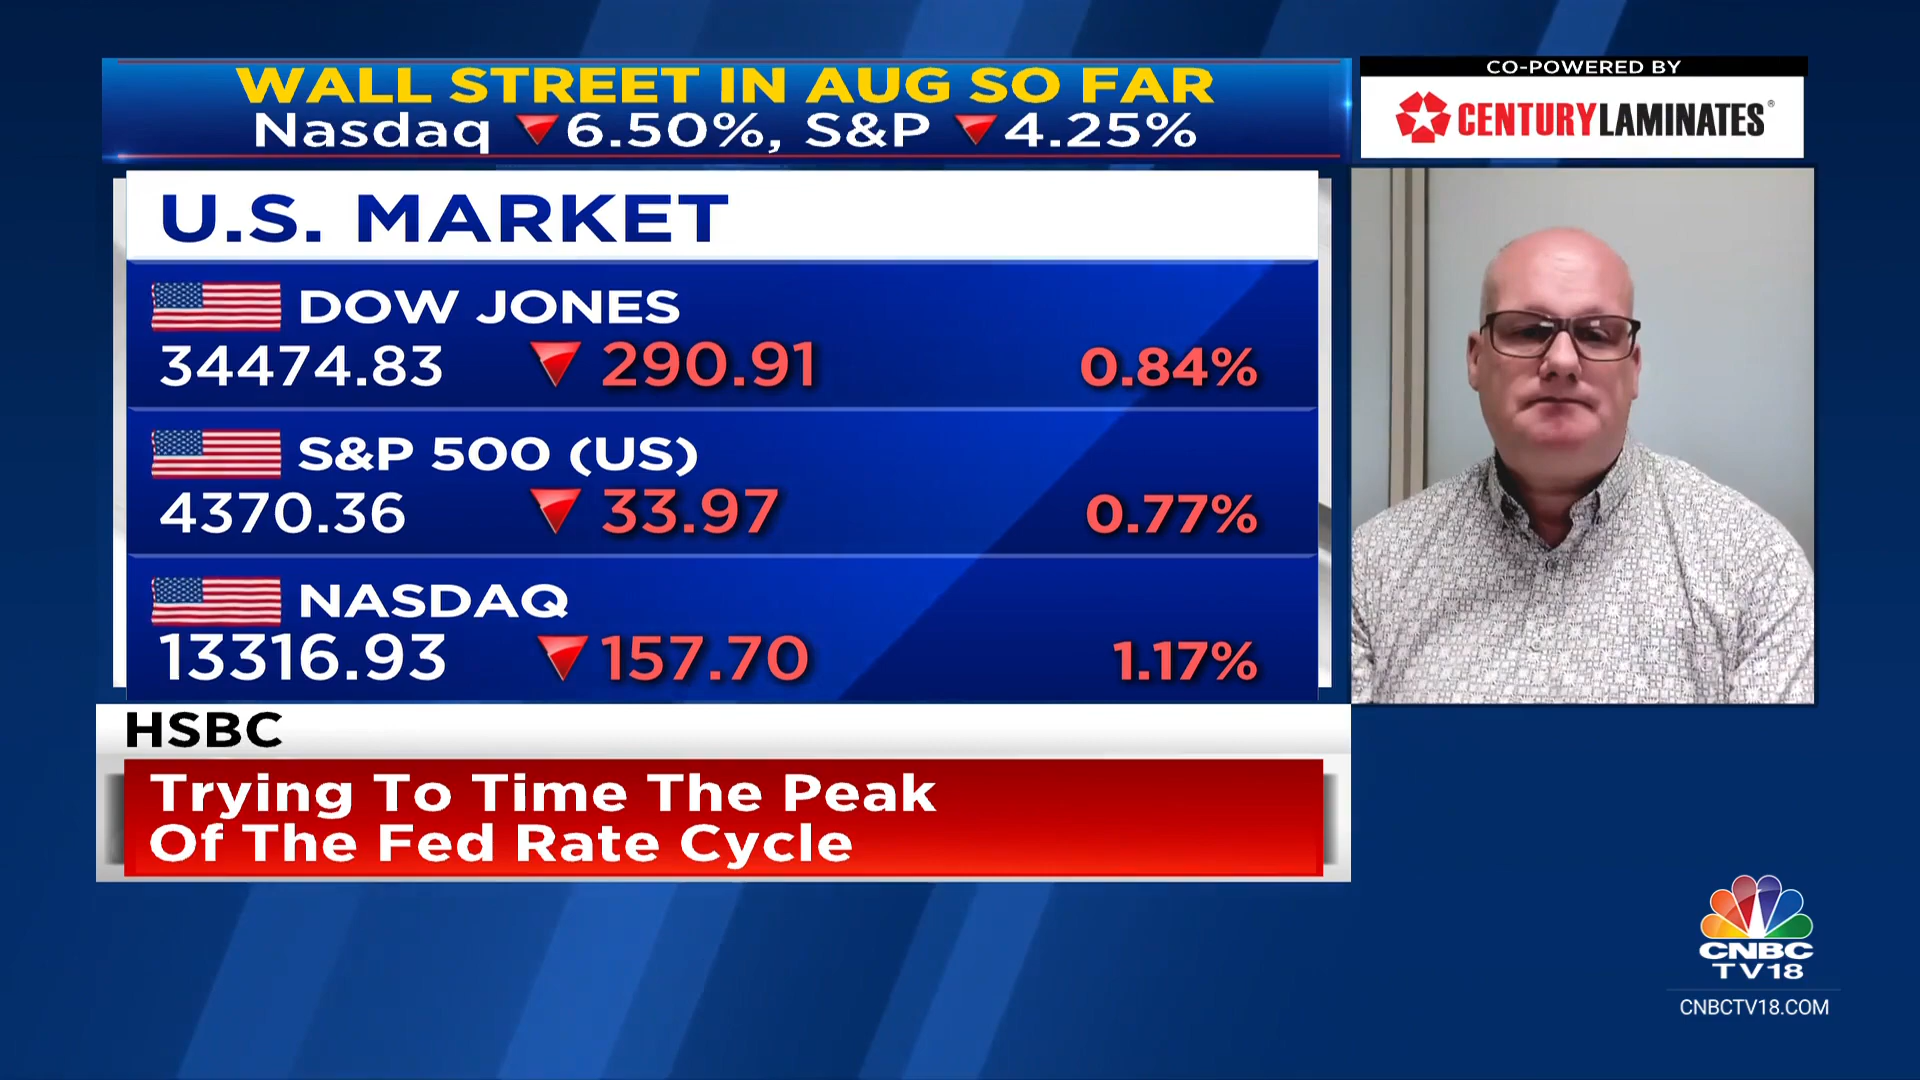 WALL STREET IN AUG SO FAR
Nasdaq ▼6.50%, S&P ▼4.25%
CO-POWERED BY
CENTURYLAMINATES®
U.S. MARKET
DOW JONES
34474.83 ▼ 290.91 0.84%
S&P 500 (US)
4370.36 ▼ 33.97 0.77%
NASDAQ
13316.93 ▼ 157.70 1.17%
HSBC
Trying To Time The Peak
Of The Fed Rate Cycle
CNBC
TV18
CNBCTV18.COM